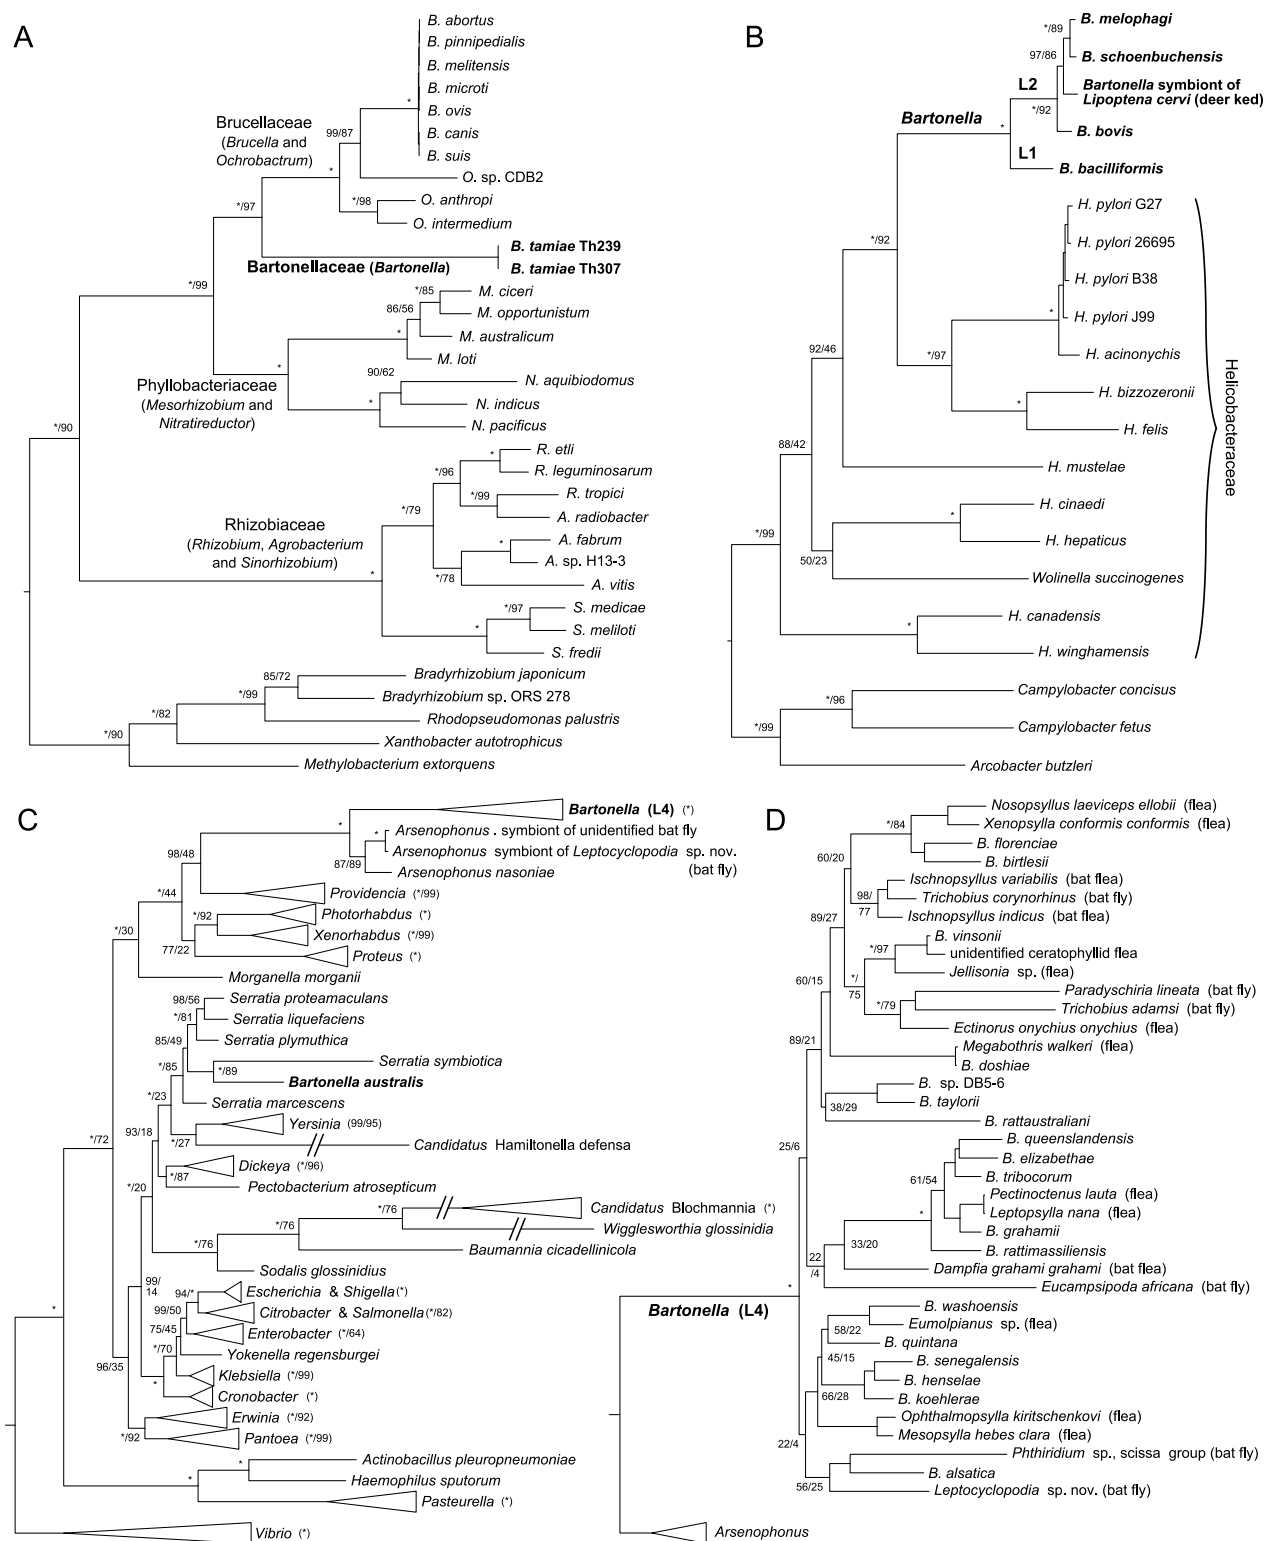 A
B. abortus
B. pinnipedialis
B. melitensis
B. microti
B. ovis
B. canis
B. suis
99/87
*
Brucellaceae
(Brucella and
Ochrobactrum)
*
O. sp. CDB2
*/98
O. anthropi
O. intermedium
*/97
B. tamiae Th239
B. tamiae Th307
Bartonellaceae (Bartonella)
*/99
*/85
M. ciceri
86/56
M. opportunistum
*
M. australicum
M. loti
*
Phyllobacteriaceae
(Mesorhizobium and
Nitratireductor)
90/62
N. aquibiodomus
*
N. indicus
N. pacificus
*/90
*
R. etli
R. leguminosarum
*/96
*/99
R. tropici
A. radiobacter
*/79
Rhizobiaceae
(Rhizobium, Agrobacterium
and Sinorhizobium)
*
A. fabrum
A. sp. H13-3
*/78
A. vitis
*
*/97
S. medicae
S. meliloti
*
S. fredii
85/72
Bradyrhizobium japonicum
Bradyrhizobium sp. ORS 278
*/99
Rhodopseudomonas palustris
*/82
Xanthobacter autotrophicus
*/90
Methylobacterium extorquens
B
*/89
B. melophagi
97/86
B. schoenbuchensis
L2
Bartonella symbiont of
Lipoptena cervi (deer ked)
*/92
Bartonella
*
B. bovis
L1
B. bacilliformis
*/92
H. pylori G27
H. pylori 26695
H. pylori B38
H. pylori J99
*
H. acinonychis
92/46
*/97
H. bizzozeronii
*
H. felis
88/42
H. mustelae
Helicobacteraceae
*
H. cinaedi
H. hepaticus
50/23
Wolinella succinogenes
*/99
H. canadensis
*
H. winghamensis
*/96
Campylobacter concisus
Campylobacter fetus
*/99
Arcobacter butzleri
C
Bartonella (L4) (*)
*
*
Arsenophonus . symbiont of unidentified bat fly
Arsenophonus symbiont of Leptocyclopodia sp. nov.
(bat fly)
87/89
Arsenophonus nasoniae
98/48
Providencia (*/99)
*/44
*/92
Photorhabdus (*)
Xenorhabdus (*/99)
77/22
Proteus (*)
*/30
Morganella morganii
98/56
Serratia proteamaculans
*/81
Serratia liquefaciens
85/49
Serratia plymuthica
*/85
Serratia symbiotica
*/89
Bartonella australis
*/23
Serratia marcescens
93/18
Yersinia (99/95)
*/27
Candidatus Hamiltonella defensa
*/72
Dickeya (*/96)
*/87
Pectobacterium atrosepticum
*/20
*/76
Candidatus Blochmannia (*)
*/76
Wigglesworthia glossinidia
*/76
Baumannia cicadellinicola
Sodalis glossinidius
99/
14
94/*
Escherichia & Shigella (*)
99/50
Citrobacter & Salmonella (*/82)
75/45
Enterobacter (*/64)
*/70
Yokenella regensburgei
*
96/35
Klebsiella (*/99)
*
Cronobacter (*)
Erwinia (*/92)
*/92
Pantoea (*/99)
*
Actinobacillus pleuropneumoniae
*
Haemophilus sputorum
Pasteurella (*)
Vibrio (*)
D
Nosopsyllus laeviceps ellobii (flea)
*/84
Xenopsylla conformis conformis (flea)
B. florenciae
60/20
B. birtlesii
Ischnopsyllus variabilis (bat flea)
98/
77
Trichobius corynorhinus (bat fly)
Ischnopsyllus indicus (bat flea)
89/27
B. vinsonii
*/97
unidentified ceratophyllid flea
Jellisonia sp. (flea)
*/
75
60/15
Paradyschiria lineata (bat fly)
*/79
Trichobius adamsi (bat fly)
Ectinorus onychius onychius (flea)
89/21
Megabothris walkeri (flea)
B. doshiae
B. sp. DB5-6
38/29
B. taylorii
B. rattaustraliani
25/6
B. queenslandensis
B. elizabethae
61/54
B. tribocorum
Pectinoctenus lauta (flea)
Leptopsylla nana (flea)
*
B. grahamii
33/20
B. rattimassiliensis
22
/4
Dampfia grahami grahami (bat flea)
Eucampsipoda africana (bat fly)
*
Bartonella (L4)
B. washoensis
58/22
Eumolpianus sp. (flea)
B. quintana
45/15
B. senegalensis
B. henselae
66/28
B. koehlerae
Ophthalmopsylla kiritschenkovi (flea)
Mesopsylla hebes clara (flea)
22/4
Phthiridium sp., scissa group (bat fly)
B. alsatica
56/25
Leptocyclopodia sp. nov. (bat fly)
Arsenophonus